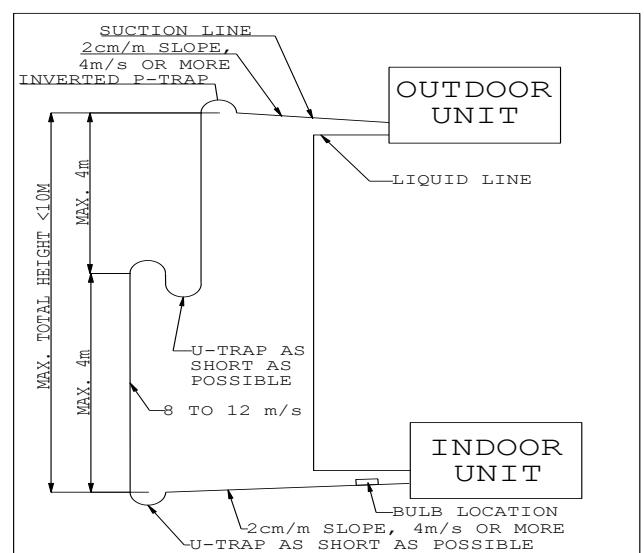 SUCTION LINE
2cm/m SLOPE,
4m/s OR MORE
INVERTED P-TRAP
OUTDOOR
UNIT
LIQUID LINE
MAX. TOTAL HEIGHT <10M
MAX. 4m
MAX. 4m
U-TRAP AS
SHORT AS
POSSIBLE
8 TO 12 m/s
INDOOR
UNIT
BULB LOCATION
2cm/m SLOPE, 4m/s OR MORE
U-TRAP AS SHORT AS POSSIBLE